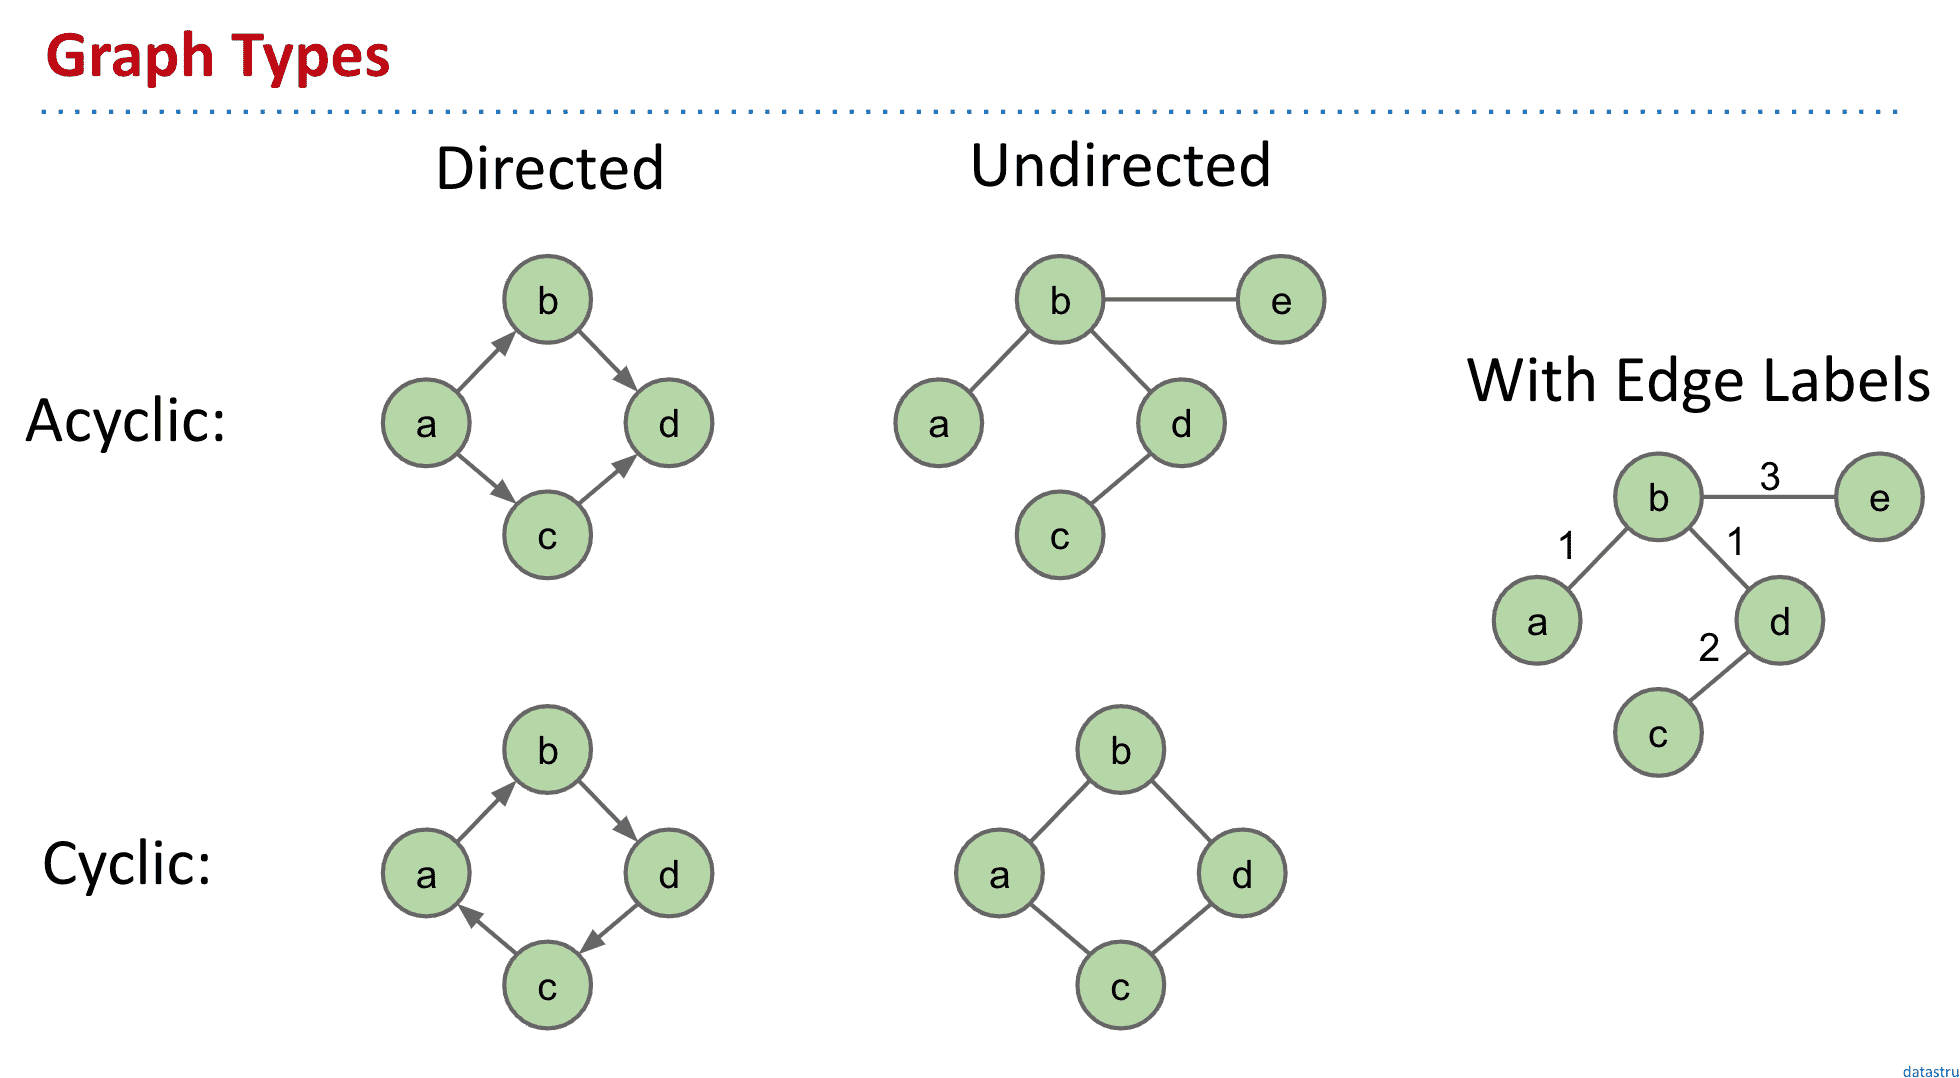 Graph Types
Directed
Undirected
Acyclic:
b
a
d
c
b
e
a
d
c
With Edge Labels
3
b
e
1
1
a
d
2
c
Cyclic:
b
a
d
c
b
a
d
c
datastru